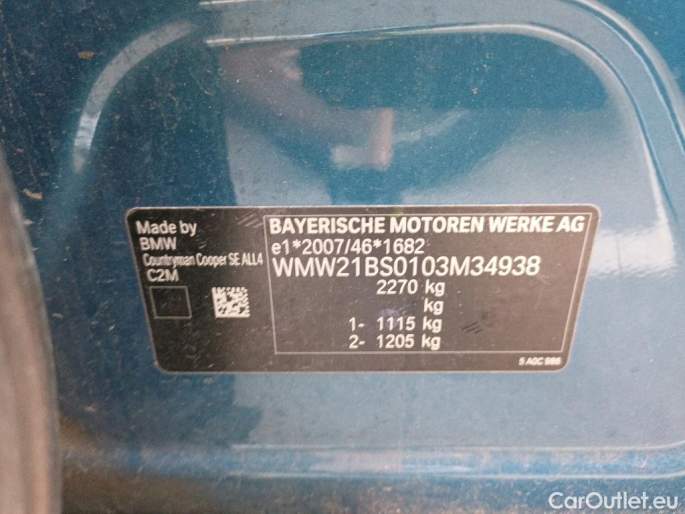 Made by
BMW
Countryman Cooper SE ALL4
C2M
BAYERISCHE MOTOREN WERKE AG
e1*2007/46*1682
WMW21BS0103M34938
2270 kg
kg
1- 1115 kg
2- 1205 kg
5 A0C 986
CarOutlet.eu